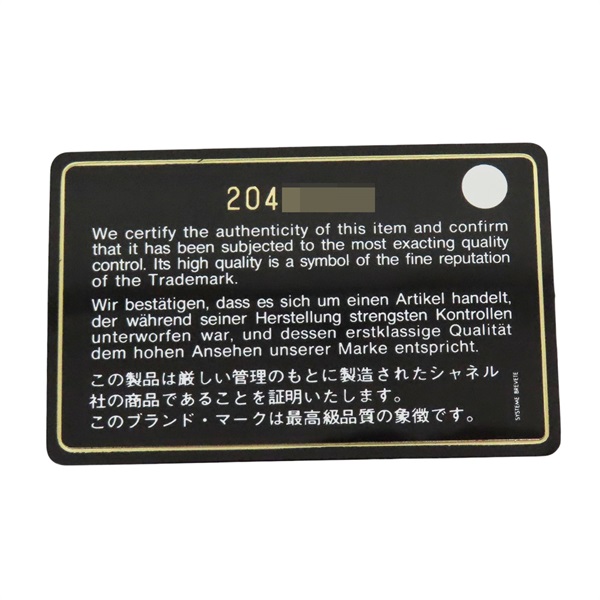 204
We certify the authenticity of this item and confirm
that it has been subjected to the most exacting quality
control. Its high quality is a symbol of the fine reputation
of the Trademark.
Wir bestätigen, dass es sich um einen Artikel handelt,
der während seiner Herstellung strengsten Kontrollen
unterworfen war, und dessen erstklassige Qualität
dem hohen Ansehen unserer Marke entspricht.
この製品は厳しい管理のもとに製造されたシャネル
社の商品であることを証明いたします。
このブランド・マークは最高級品質の象徴です。
SYSTEME BREVETE